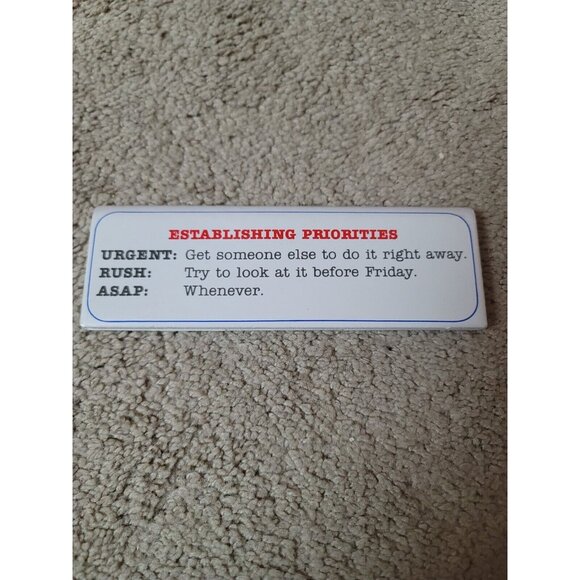 ESTABLISHING PRIORITIES
URGENT: Get someone else to do it right away.
RUSH: Try to look at it before Friday.
ASAP: Whenever.